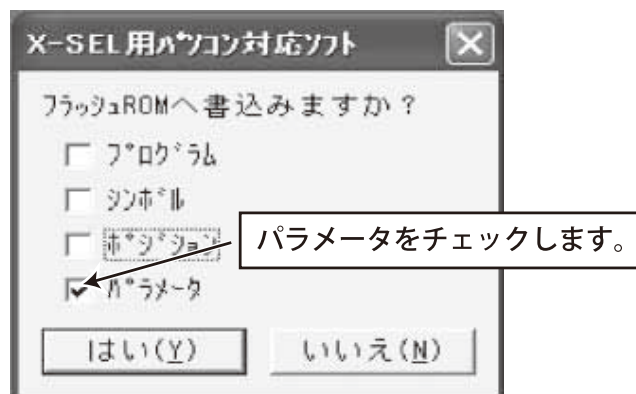 X-SEL用ﾊﾟｿｺﾝ対応ｿﾌﾄ
ﾌﾗｯｼｭROMへ書込みますか？
ﾌﾟﾛｸﾞﾗﾑ
ｼﾝﾎﾞﾙ
ﾎﾟｼﾞｼｮﾝ
パラメータをチェックします。
ﾊﾟﾗﾒｰﾀ
はい(Y)
いいえ(N)